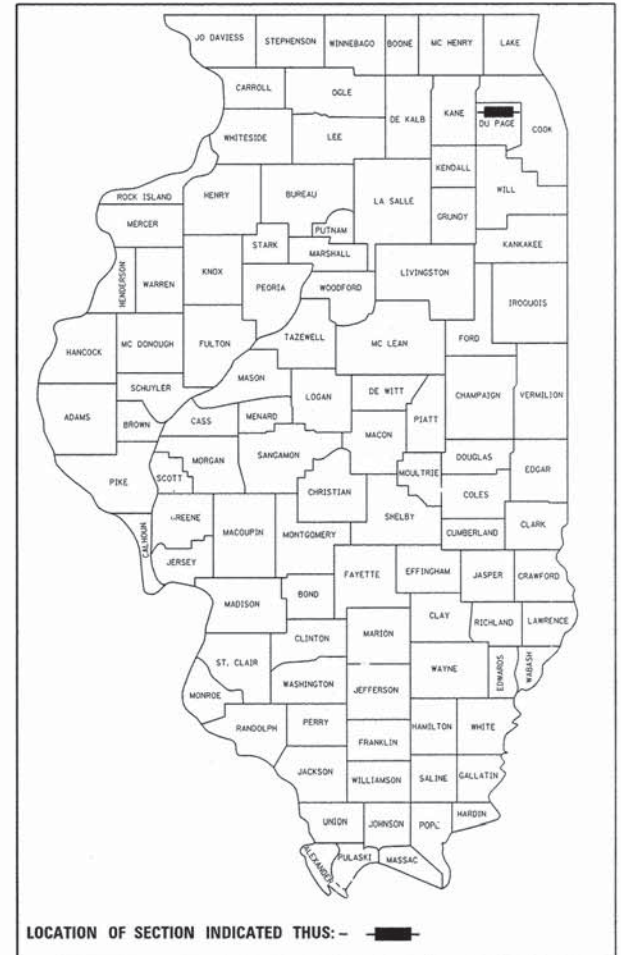 JO DAVIESS STEPHENSON WINNEBAGO BOONE MC HENRY LAKE
CARROLL OGLE DE KALB KANE DU PAGE COOK
WHITESIDE LEE
KENDALL WILL
ROCK ISLAND HENRY BUREAU LA SALLE GRUNDY
MERCER PUTNAM
STARK MARSHALL KANKAKEE
HENDERSON WARREN KNOX PEORIA WOODFORD LIVINGSTON IROQUOIS
FORD
HANCOCK MC DONOUGH FULTON TAZEWELL MC LEAN
SCHUYLER MASON LOGAN DE WITT CHAMPAIGN VERMILION
ADAMS BROWN CASS MENARD MACON PIATT
MORGAN SANGAMON DOUGLAS EDGAR
PIKE SCOTT CHRISTIAN MOULTRIE COLES
CALHOUN GREENE MACOUPIN MONTGOMERY SHELBY CUMBERLAND CLARK
JERSEY FAYETTE EFFINGHAM JASPER CRAWFORD
MADISON BOND
CLINTON MARION CLAY RICHLAND LAWRENCE
ST. CLAIR WAYNE EDWARDS WABASH
MONROE WASHINGTON JEFFERSON
RANDOLPH PERRY HAMILTON WHITE
FRANKLIN
JACKSON WILLIAMSON SALINE GALLATIN
UNION JOHNSON POPE HARDIN
ALEXANDER PULASKI MASSAC
LOCATION OF SECTION INDICATED THUS: –